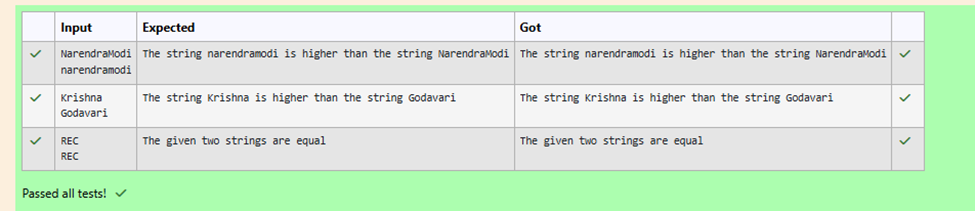 Input Expected Got
NarendraModi The string narendramodi is higher than the string NarendraModi The string narendramodi is higher than the string NarendraModi
narendramodi
Krishna The string Krishna is higher than the string Godavari The string Krishna is higher than the string Godavari
Godavari
REC The given two strings are equal The given two strings are equal
REC
Passed all tests!